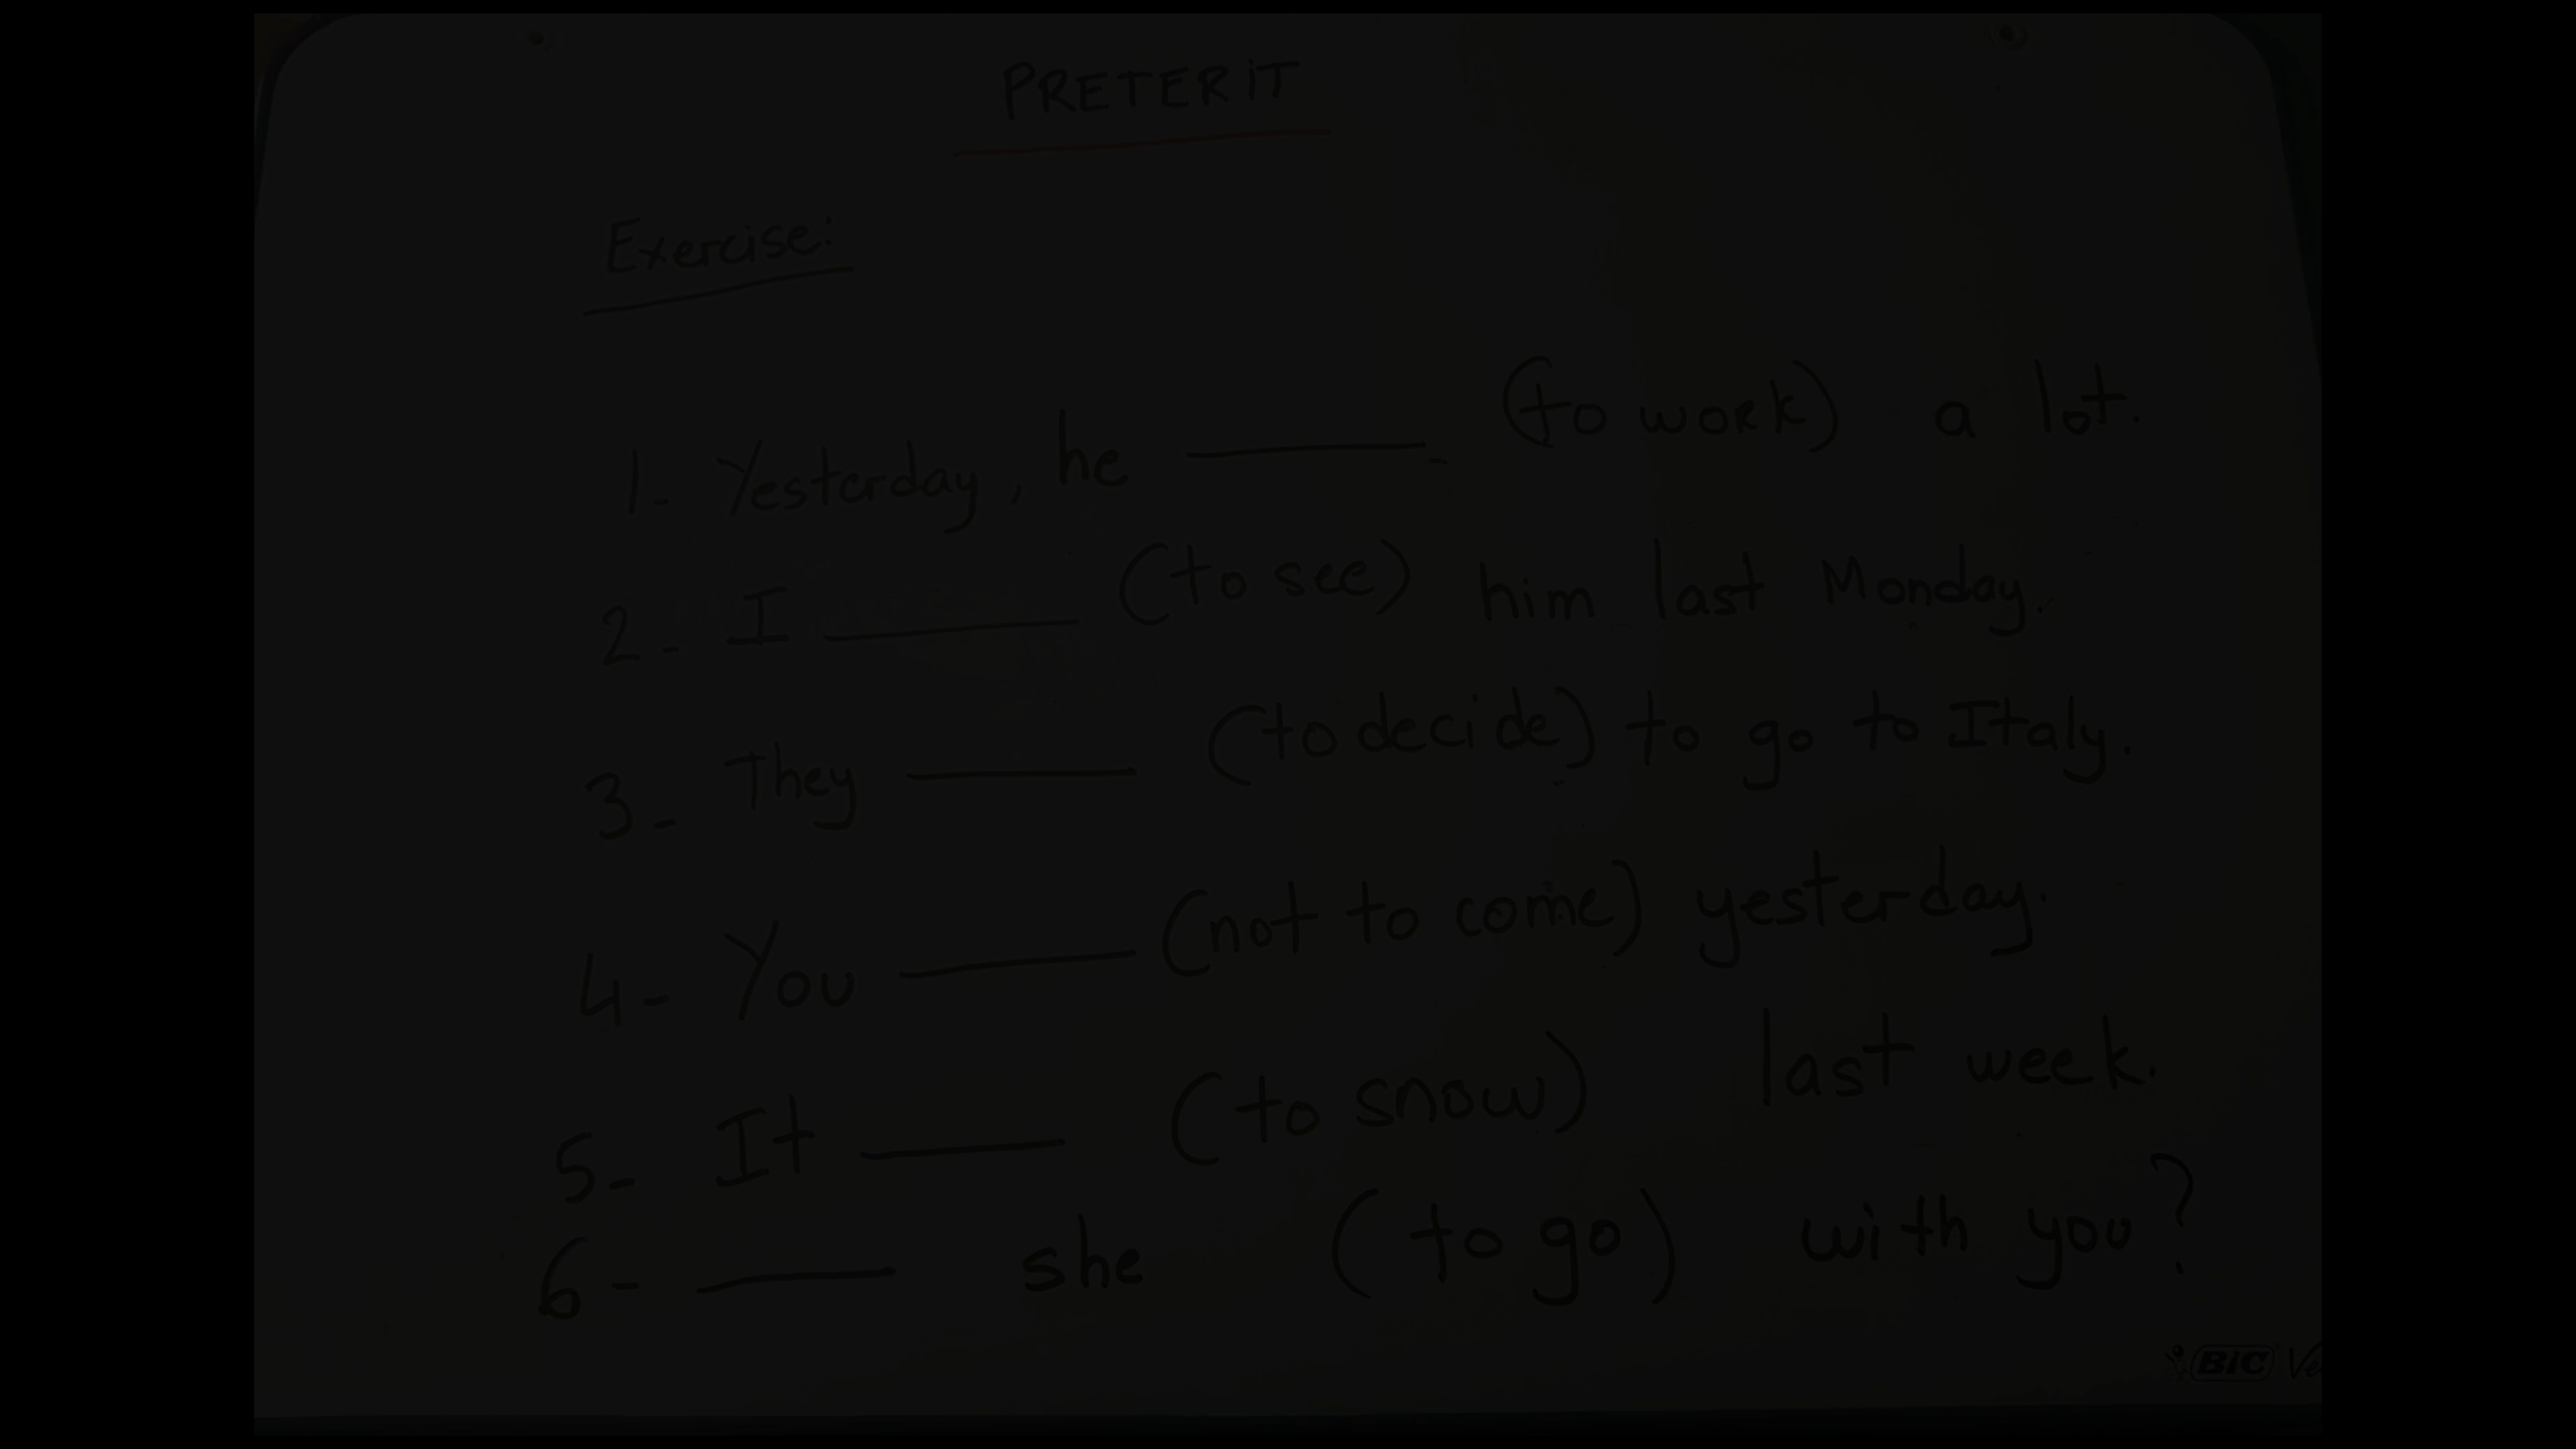 PRETERIT
Exercise:
1- Yesterday, he ______ (to work) a lot.
2- I ______ (to see) him last Monday.
3- They ______ (to decide) to go to Italy.
4- You ______ (not to come) yesterday.
5- It ______ (to snow) last week.
6- ______ she (to go) with you?
BIC Ve